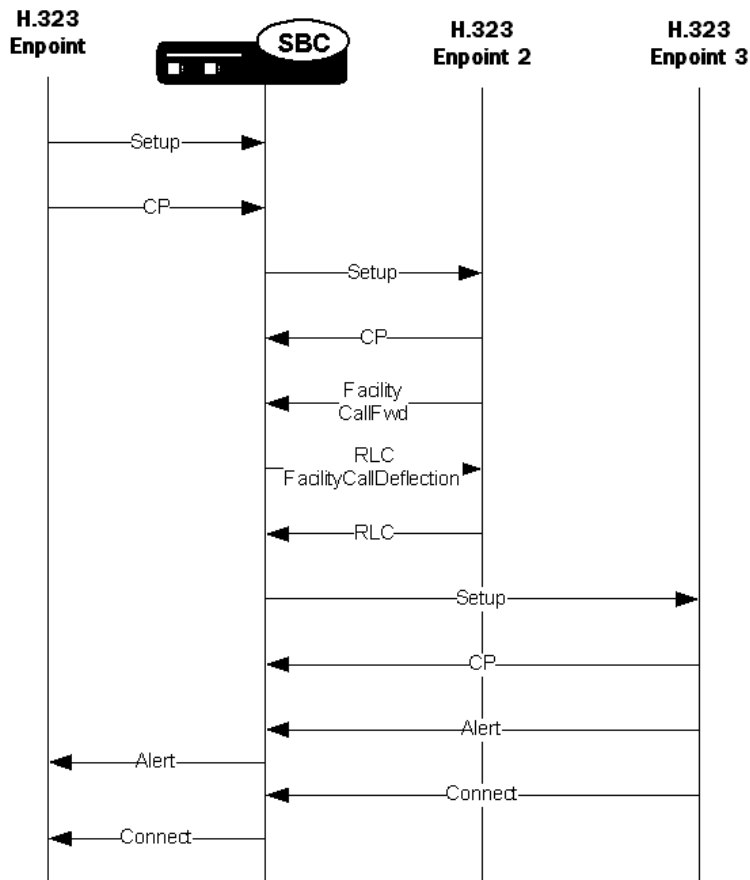 H.323
Enpoint
SBC
H.323
Enpoint 2
H.323
Enpoint 3
Setup
CP
Setup
CP
Facility
CallFwd
RLC
FacilityCallDeflection
RLC
Setup
CP
Alert
Alert
Connect
Connect